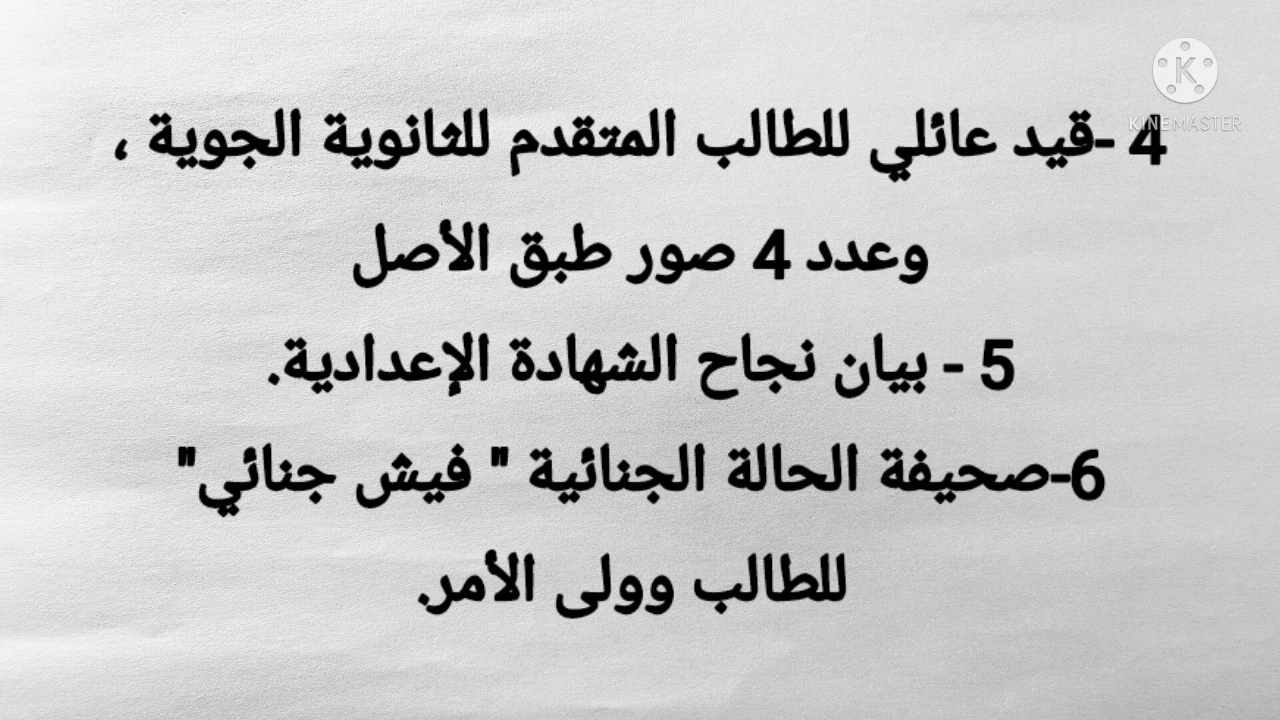 KINEMASTER
4 -قيد عائلي للطالب المتقدم للثانوية الجوية ،
وعدد 4 صور طبق الأصل
5 - بيان نجاح الشهادة الإعدادية.
6-صحيفة الحالة الجنائية " فيش جنائي"
للطالب وولى الأمر.